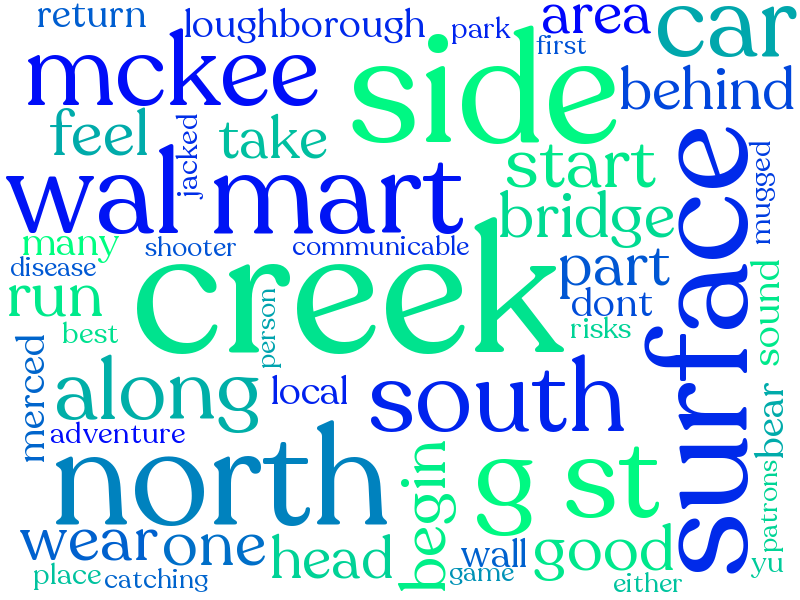 return
loughborough
park
area
first
car
mckee
side
behind
feel
jacked
take
start
surface
mugged
wal mart
bridge
many
shooter
communicable
creek
part
disease
run
best
person
dont
risks
sound
merced
along
local
south
adventure
bear
north
begin
g st
patrons
wear
one
head
wall
good
yu
place
catching
game
either